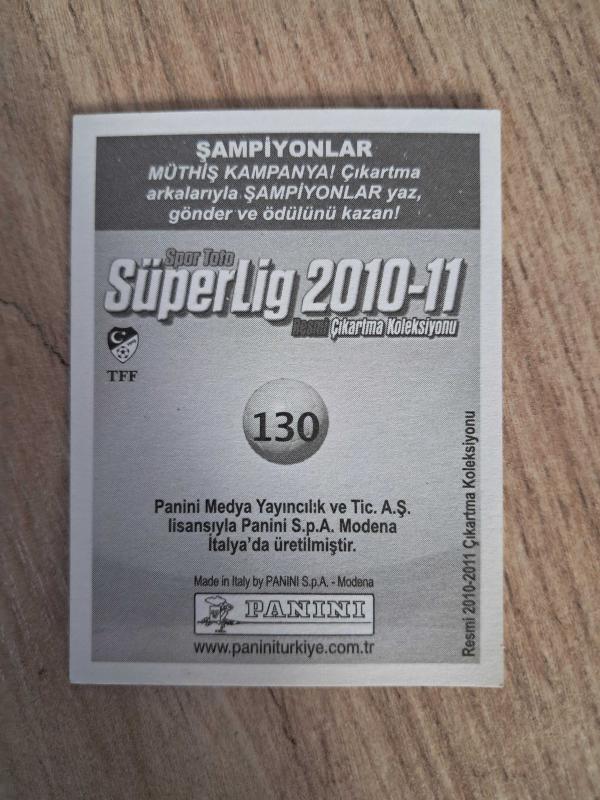 ŞAMPİYONLAR
MÜTHİŞ KAMPANYA! Çıkartma
arkalarıyla ŞAMPİYONLAR yaz,
gönder ve ödülünü kazan!
Spor Toto
SüperLig 2010-11
Resmi Çıkartma Koleksiyonu
TFF
130
Panini Medya Yayıncılık ve Tic. A.Ş.
lisansıyla Panini S.p.A. Modena
İtalya'da üretilmiştir.
Made in Italy by PANINI S.p.A. - Modena
PANINI
www.paniniturkiye.com.tr
Resmi 2010-2011 Çıkartma Koleksiyonu